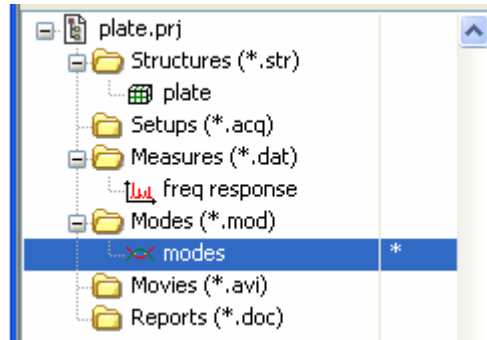 plate.prj
Structures (*.str)
plate
Setups (*.acq)
Measures (*.dat)
freq response
Modes (*.mod)
modes *
Movies (*.avi)
Reports (*.doc)